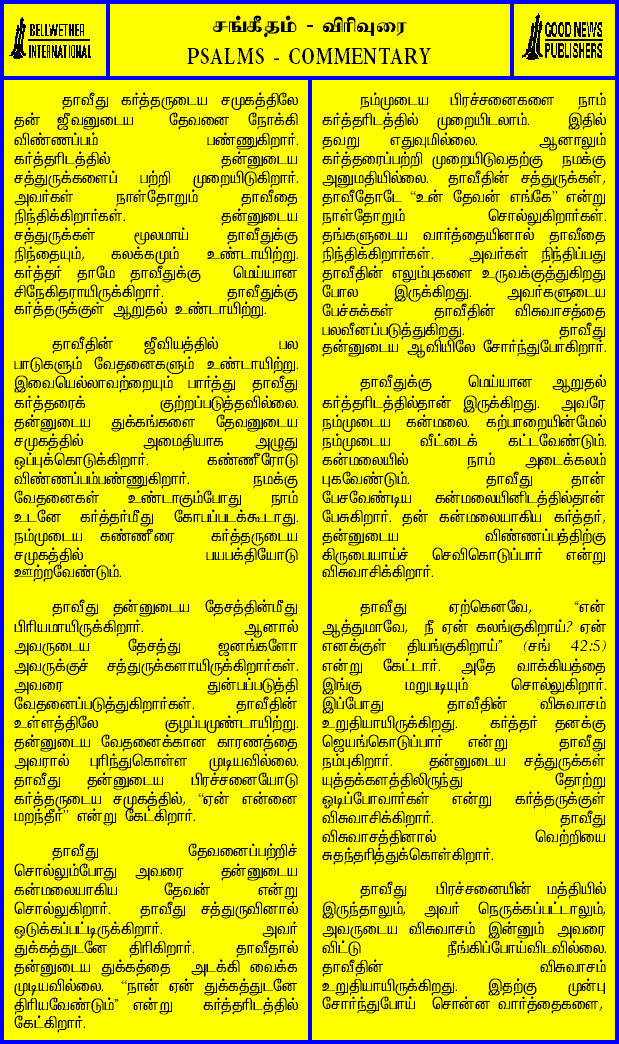 BELLWETHER
INTERNATIONAL
சங்கீதம் - விரிவுரை
PSALMS - COMMENTARY
GOOD NEWS
PUBLISHERS
தாவீது கர்த்தருடைய சமுகத்திலே
தன் ஜீவனுடைய தேவனை நோக்கி
விண்ணப்பம் பண்ணுகிறார்.
கர்த்தரிடத்தில் தன்னுடைய
சத்துருக்களைப் பற்றி முறையிடுகிறார்.
அவர்கள் நாள்தோறும் தாவீதை
நிந்திக்கிறார்கள். தன்னுடைய
சத்துருக்கள் மூலமாய் தாவீதுக்கு
நிந்தையும், கலக்கமும் உண்டாயிற்று.
கர்த்தர் தாமே தாவீதுக்கு மெய்யான
சிநேகிதராயிருக்கிறார். தாவீதுக்கு
கர்த்தருக்குள் ஆறுதல் உண்டாயிற்று.
தாவீதின் ஜீவியத்தில் பல
பாடுகளும் வேதனைகளும் உண்டாயிற்று.
இவையெல்லாவற்றையும் பார்த்து தாவீது
கர்த்தரைக் குற்றப்படுத்தவில்லை.
தன்னுடைய துக்கங்களை தேவனுடைய
சமுகத்தில் அமைதியாக அழுது
ஒப்புக்கொடுக்கிறார். கண்ணீரோடு
விண்ணப்பம்பண்ணுகிறார். நமக்கு
வேதனைகள் உண்டாகும்போது நாம்
உடனே கர்த்தர்மீது கோபப்படக்கூடாது.
நம்முடைய கண்ணீரை கர்த்தருடைய
சமுகத்தில் பயபக்தியோடு
ஊற்றவேண்டும்.
தாவீது தன்னுடைய தேசத்தின்மீது
பிரியமாயிருக்கிறார். ஆனால்
அவருடைய தேசத்து ஜனங்களோ
அவருக்குச் சத்துருக்களாயிருக்கிறார்கள்.
அவரை துன்பப்படுத்தி
வேதனைப்படுத்துகிறார்கள். தாவீதின்
உள்ளத்திலே குழப்பமுண்டாயிற்று.
தன்னுடைய வேதனைக்கான காரணத்தை
அவரால் புரிந்துகொள்ள முடியவில்லை.
தாவீது தன்னுடைய பிரச்சனையோடு
கர்த்தருடைய சமுகத்தில், “ஏன் என்னை
மறந்தீர்” என்று கேட்கிறார்.
தாவீது தேவனைப்பற்றிச்
சொல்லும்போது அவரை தன்னுடைய
கன்மலையாகிய தேவன் என்று
சொல்லுகிறார். தாவீது சத்துருவினால்
ஒடுக்கப்பட்டிருக்கிறார். அவர்
துக்கத்துடனே திரிகிறார். தாவீதால்
தன்னுடைய துக்கத்தை அடக்கி வைக்க
முடியவில்லை. “நான் ஏன் துக்கத்துடனே
திரியவேண்டும்” என்று கர்த்தரிடத்தில்
கேட்கிறார்.
நம்முடைய பிரச்சனைகளை நாம்
கர்த்தரிடத்தில் முறையிடலாம். இதில்
தவறு எதுவுமில்லை. ஆனாலும்
கர்த்தரைப்பற்றி முறையிடுவதற்கு நமக்கு
அனுமதியில்லை. தாவீதின் சத்துருக்கள்,
தாவீதோடே “உன் தேவன் எங்கே” என்று
நாள்தோறும் சொல்லுகிறார்கள்.
தங்களுடைய வார்த்தையினால் தாவீதை
நிந்திக்கிறார்கள். அவர்கள் நிந்திப்பது
தாவீதின் எலும்புகளை உருவக்குத்துகிறது
போல இருக்கிறது. அவர்களுடைய
பேச்சுக்கள் தாவீதின் விசுவாசத்தை
பலவீனப்படுத்துகிறது. தாவீது
தன்னுடைய ஆவியிலே சோர்ந்துபோகிறார்.
தாவீதுக்கு மெய்யான ஆறுதல்
கர்த்தரிடத்தில்தான் இருக்கிறது. அவரே
நம்முடைய கன்மலை. கற்பாறையின்மேல்
நம்முடைய வீட்டைக் கட்டவேண்டும்.
கன்மலையில் நாம் அடைக்கலம்
புகவேண்டும். தாவீது தான்
பேசவேண்டிய கன்மலையினிடத்தில்தான்
பேசுகிறார். தன் கன்மலையாகிய கர்த்தர்,
தன்னுடைய விண்ணப்பத்திற்கு
கிருபையாய்ச் செவிகொடுப்பார் என்று
விசுவாசிக்கிறார்.
தாவீது ஏற்கெனவே, “என்
ஆத்துமாவே, நீ ஏன் கலங்குகிறாய்? ஏன்
எனக்குள் தியங்குகிறாய்” (சங் 42:5)
என்று கேட்டார். அதே வாக்கியத்தை
இங்கு மறுபடியும் சொல்லுகிறார்.
இப்போது தாவீதின் விசுவாசம்
உறுதியாயிருக்கிறது. கர்த்தர் தனக்கு
ஜெயங்கொடுப்பார் என்று தாவீது
நம்புகிறார். தன்னுடைய சத்துருக்கள்
யுத்தக்களத்திலிருந்து தோற்று
ஓடிப்போவார்கள் என்று கர்த்தருக்குள்
விசுவாசிக்கிறார். தாவீது
விசுவாசத்தினால் வெற்றியை
சுதந்தரித்துக்கொள்கிறார்.
தாவீது பிரச்சனையின் மத்தியில்
இருந்தாலும், அவர் நெருக்கப்பட்டாலும்,
அவருடைய விசுவாசம் இன்னும் அவரை
விட்டு நீங்கிப்போய்விடவில்லை.
தாவீதின் விசுவாசம்
உறுதியாயிருக்கிறது. இதற்கு முன்பு
சோர்ந்துபோய் சொன்ன வார்த்தைகளை,